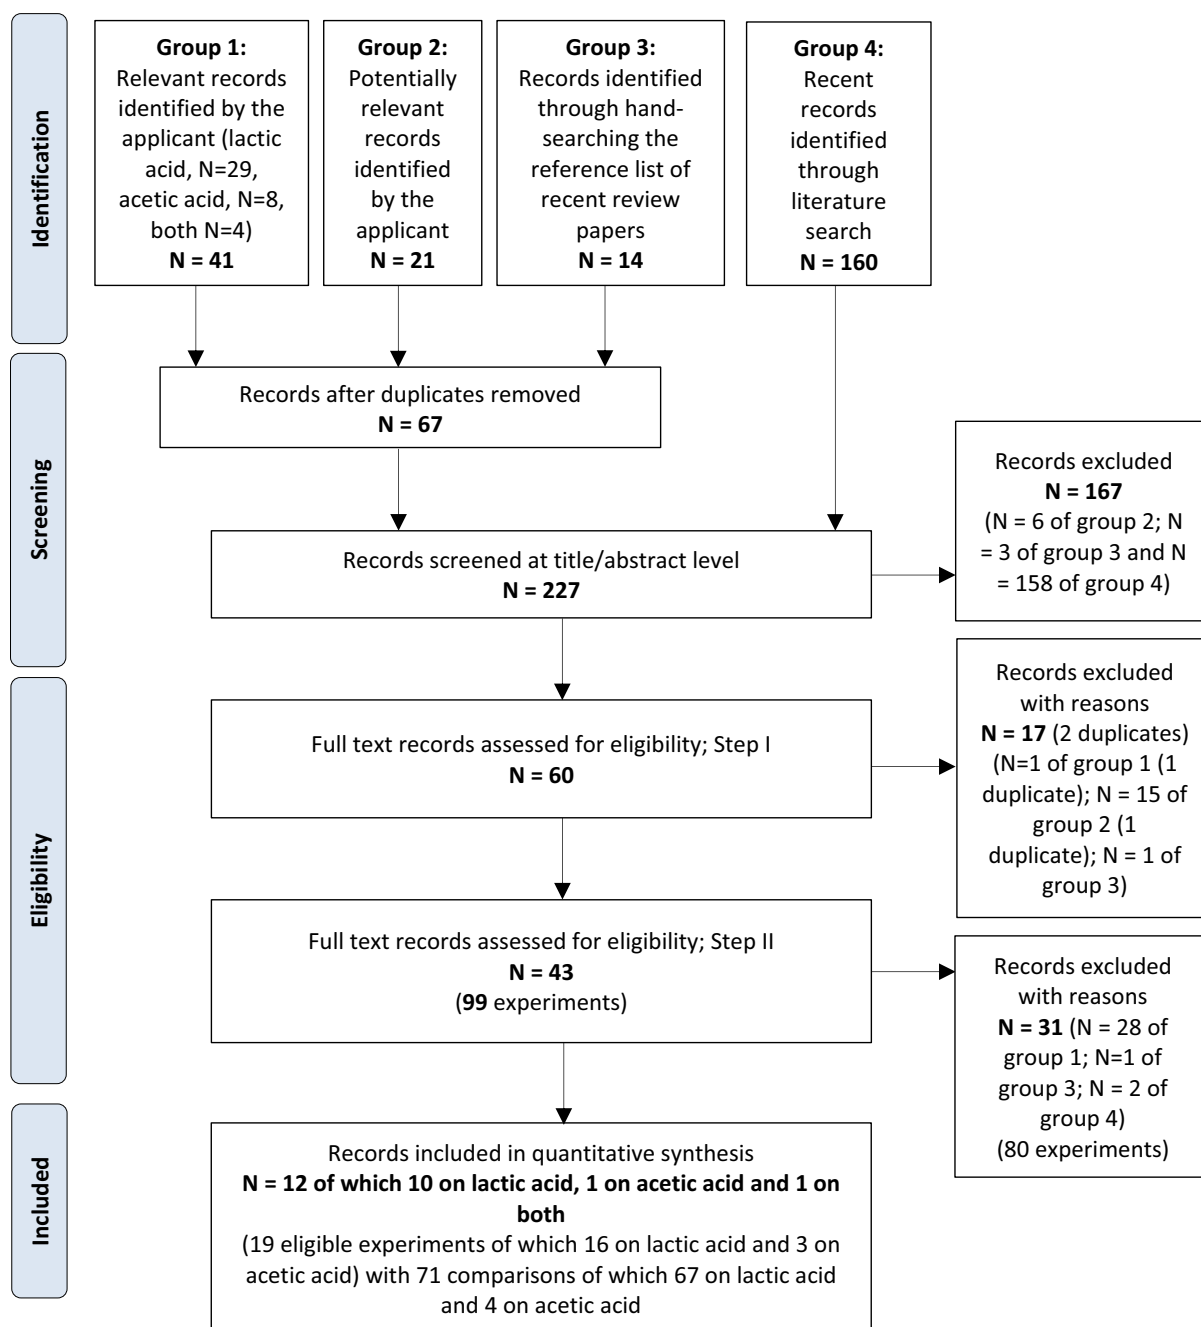 Identification
Group 1:
Relevant records
identified by the
applicant (lactic
acid, N=29,
acetic acid, N=8,
both N=4)
N = 41
Group 2:
Potentially
relevant
records
identified
by the
applicant
N = 21
Group 3:
Records identified
through hand-
searching the
reference list of
recent review
papers
N = 14
Group 4:
Recent
records
identified
through
literature
search
N = 160
Screening
Records after duplicates removed
N = 67
Records screened at title/abstract level
N = 227
Records excluded
N = 167
(N = 6 of group 2; N
= 3 of group 3 and N
= 158 of group 4)
Eligibility
Full text records assessed for eligibility; Step I
N = 60
Records excluded
with reasons
N = 17 (2 duplicates)
(N=1 of group 1 (1
duplicate); N = 15 of
group 2 (1
duplicate); N = 1 of
group 3)
Full text records assessed for eligibility; Step II
N = 43
(99 experiments)
Records excluded
with reasons
N = 31 (N = 28 of
group 1; N=1 of
group 3; N = 2 of
group 4)
(80 experiments)
Included
Records included in quantitative synthesis
N = 12 of which 10 on lactic acid, 1 on acetic acid and 1 on
both
(19 eligible experiments of which 16 on lactic acid and 3 on
acetic acid) with 71 comparisons of which 67 on lactic acid
and 4 on acetic acid